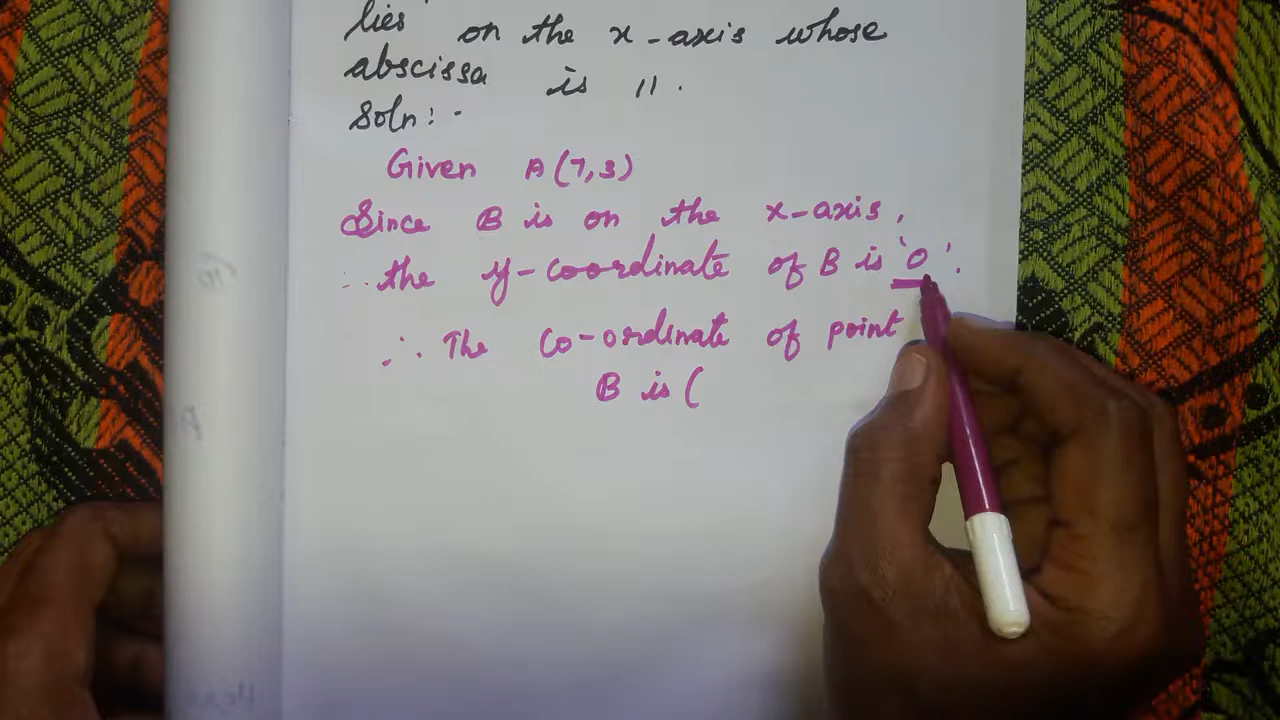 lies on the x-axis whose
abscissa is 11.
Soln:-
Given A(7,3)
Since B is on the x-axis,
∴ the y-coordinate of B is '0'.
∴ The Co-ordinate of point
B is (